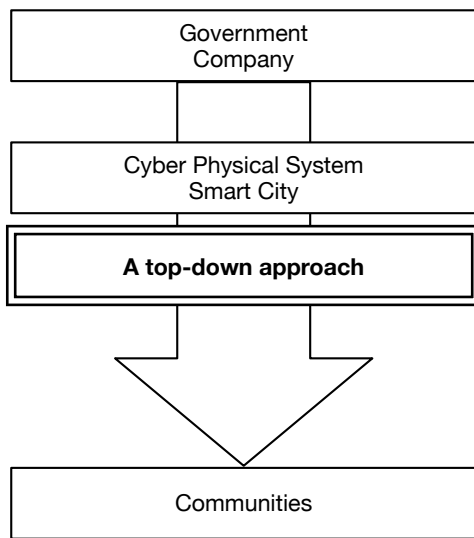 Government
Company
Cyber Physical System
Smart City
A top-down approach
Communities